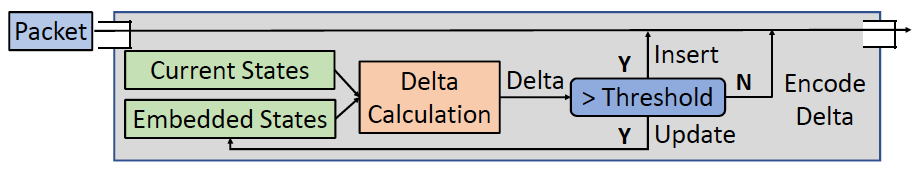 Packet
Current States
Embedded States
Delta
Calculation
Delta
> Threshold
Y
Insert
N
Y
Update
Encode
Delta